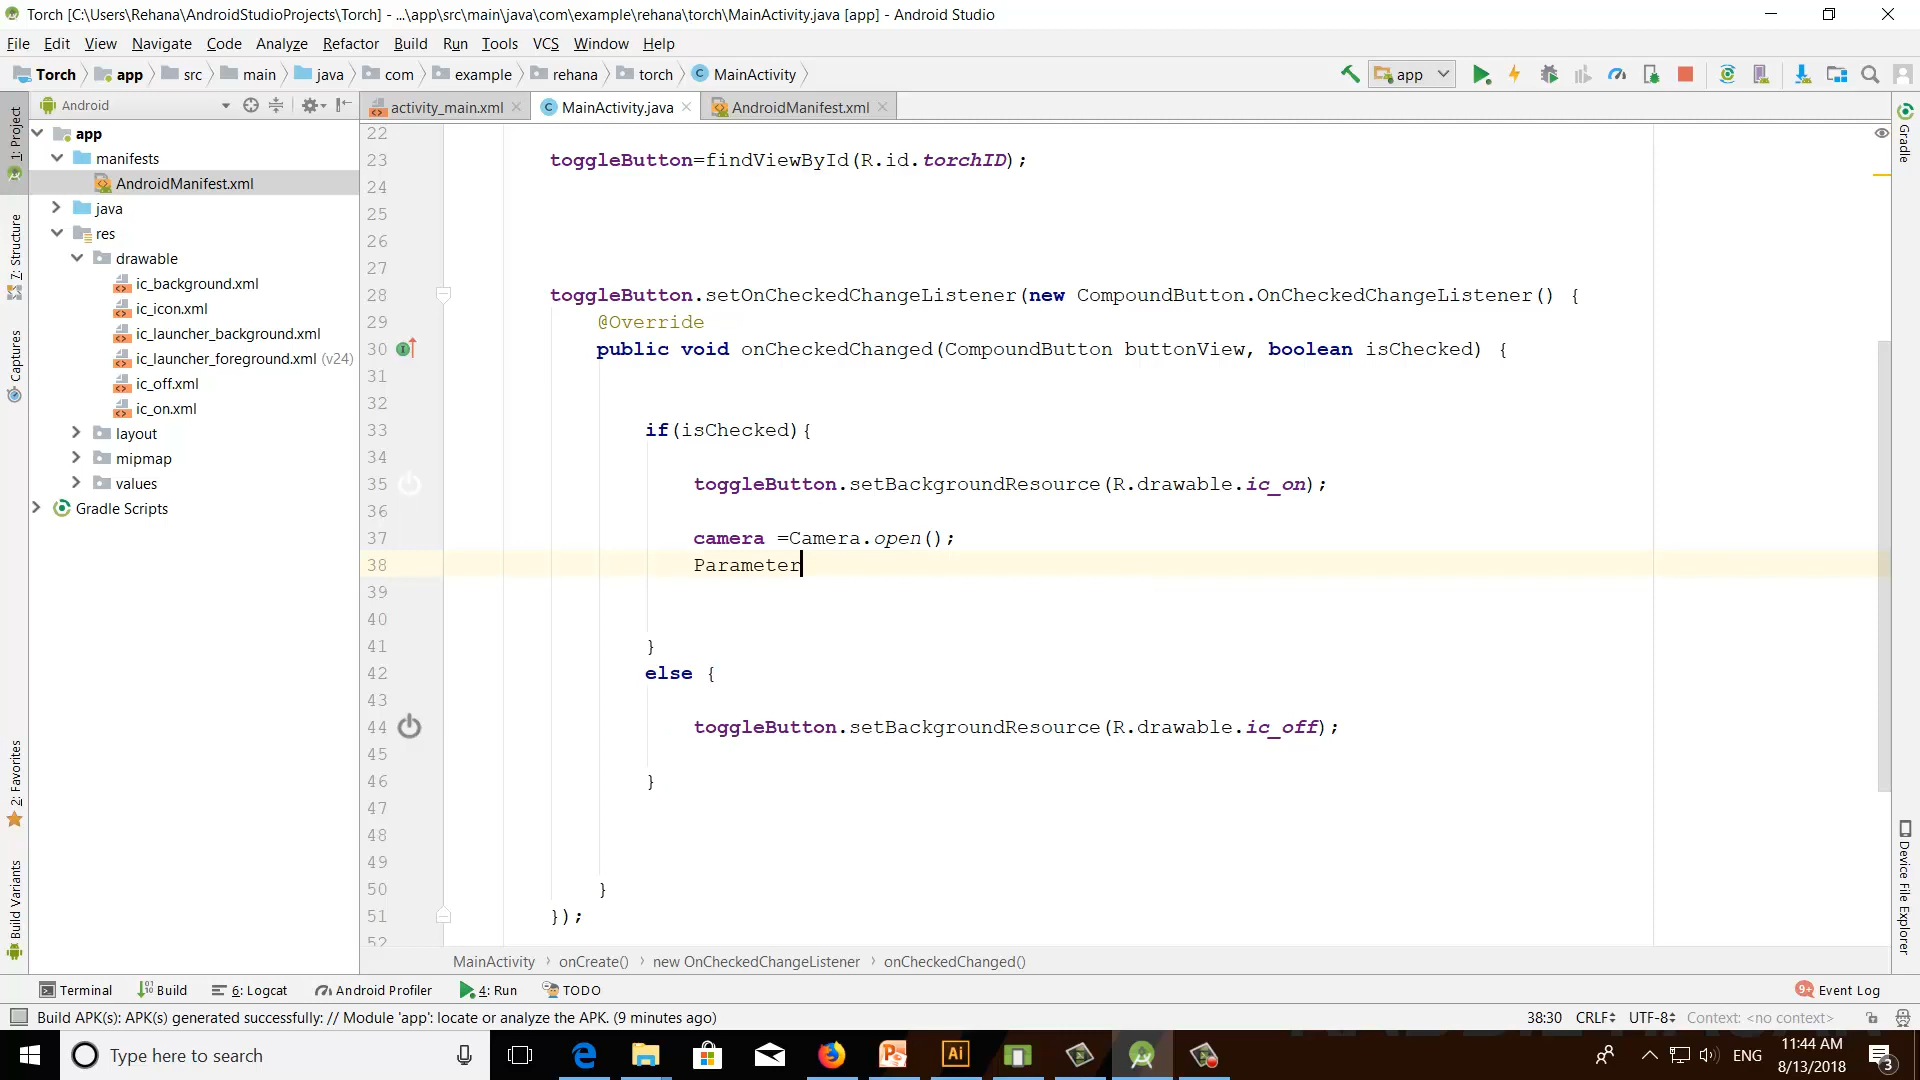 Torch [C:\Users\Rehana\AndroidStudioProjects\Torch] - ...\app\src\main\java\com\example\rehana\torch\MainActivity.java [app] - Android Studio
File Edit View Navigate Code Analyze Refactor Build Run Tools VCS Window Help
Torch app src main java com example rehana torch MainActivity app
Android
activity_main.xml MainActivity.java AndroidManifest.xml
1: Project
7: Structure
Captures
2: Favorites
Build Variants
app
manifests
AndroidManifest.xml
java
res
drawable
ic_background.xml
ic_icon.xml
ic_launcher_background.xml
ic_launcher_foreground.xml (v24)
ic_off.xml
ic_on.xml
layout
mipmap
values
Gradle Scripts
22
23 toggleButton=findViewById(R.id.torchID);
24
25
26
27
28 toggleButton.setOnCheckedChangeListener(new CompoundButton.OnCheckedChangeListener() {
29 @Override
30 public void onCheckedChanged(CompoundButton buttonView, boolean isChecked) {
31
32
33 if(isChecked){
34
35 toggleButton.setBackgroundResource(R.drawable.ic_on);
36
37 camera =Camera.open();
38 Parameter
39
40
41 }
42 else {
43
44 toggleButton.setBackgroundResource(R.drawable.ic_off);
45
46 }
47
48
49
50 }
51 });
52
MainActivity › onCreate() › new OnCheckedChangeListener › onCheckedChanged()
Gradle
Device File Explorer
Terminal Build 6: Logcat Android Profiler 4: Run TODO 9+ Event Log
Build APK(s): APK(s) generated successfully: // Module 'app': locate or analyze the APK. (9 minutes ago) 38:30 CRLF UTF-8 Context: <no context>
Type here to search
Ai
ENG
11:44 AM
8/13/2018
3